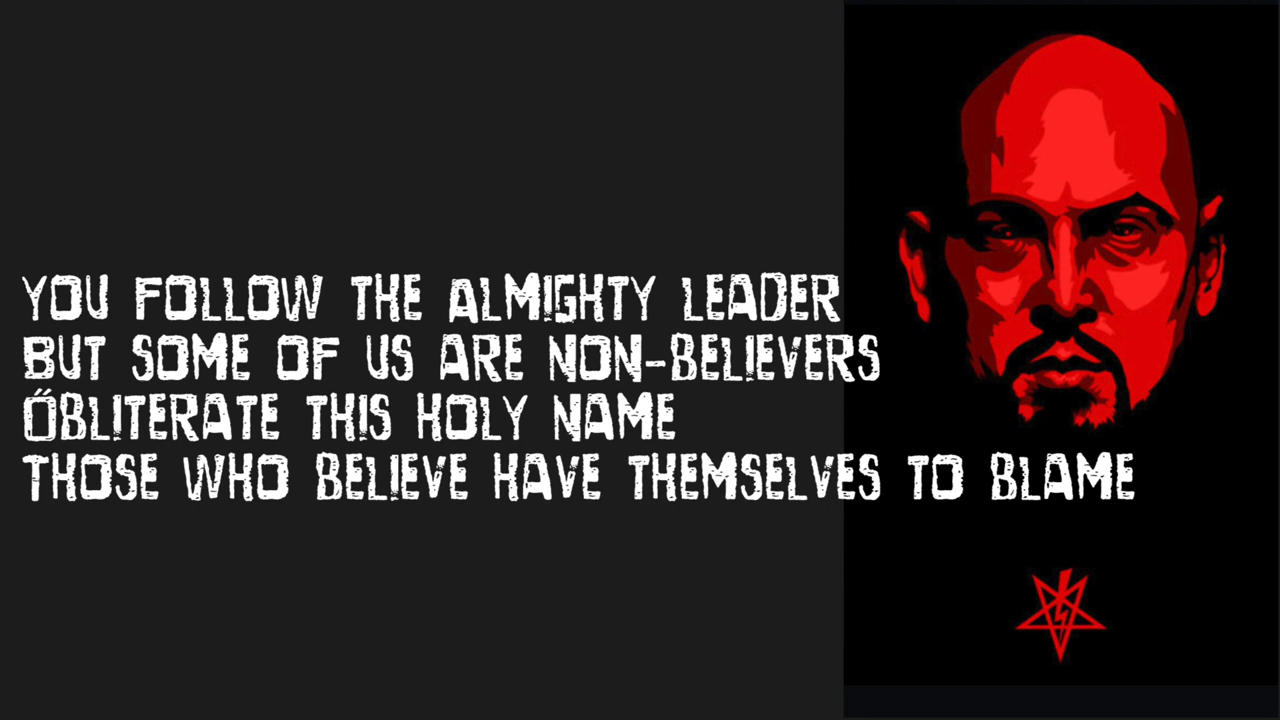 YOU FOLLOW THE ALMIGHTY LEADER
BUT SOME OF US ARE NON-BELIEVERS
ŐBLITERATE THIS HOLY NAME
THOSE WHO BELIEVE HAVE THEMSELVES TO BLAME